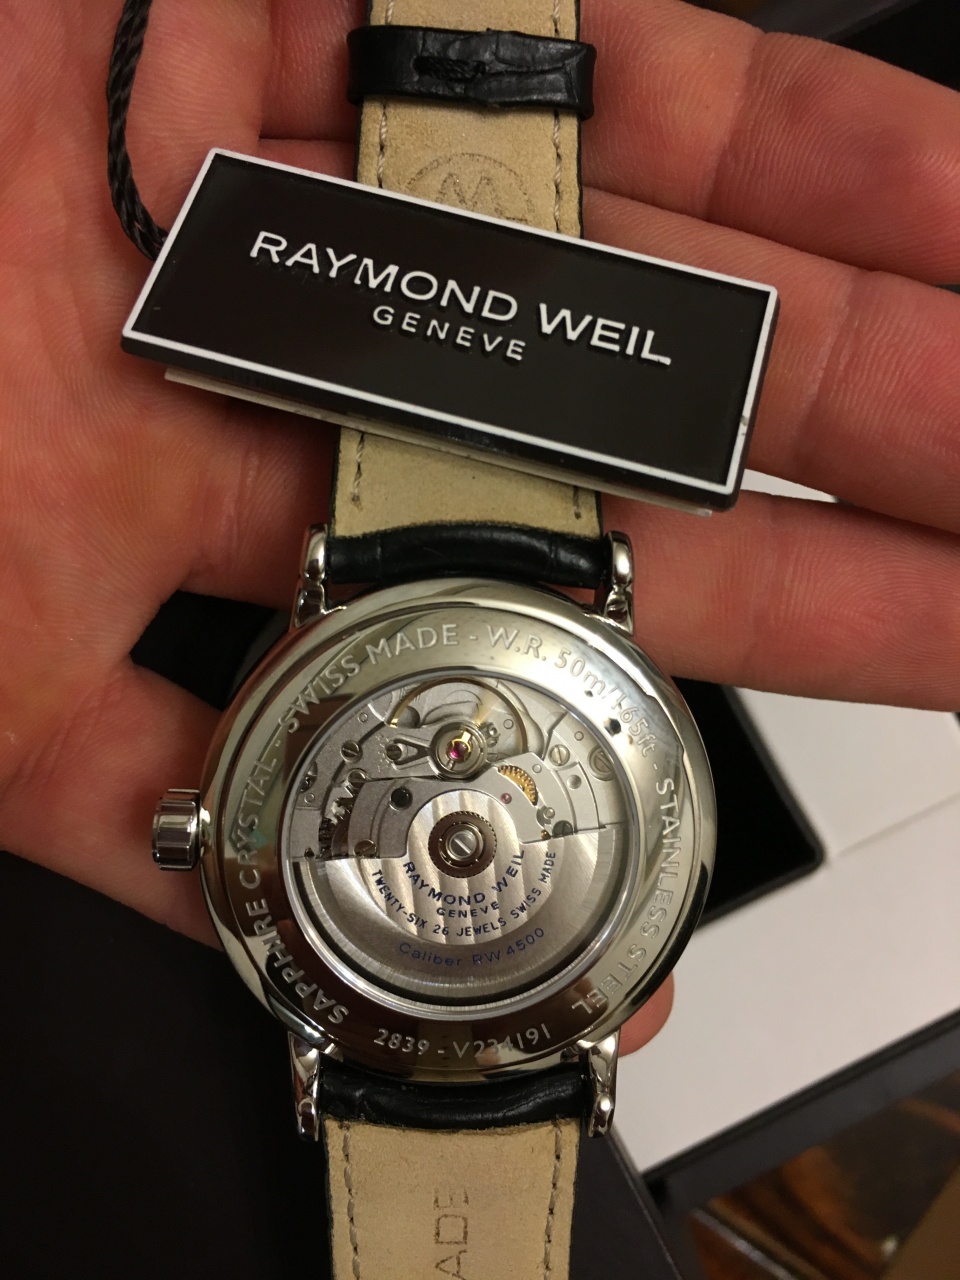 RAYMOND WEIL
GENEVE
SAPPHIRE CRYSTAL - SWISS MADE - W.R. 50m/165ft - STAINLESS STEEL
RAYMOND WEIL
GENEVE
TWENTY-SIX 26 JEWELS SWISS MADE
Caliber RW 4500
2839 - V234191
ADE